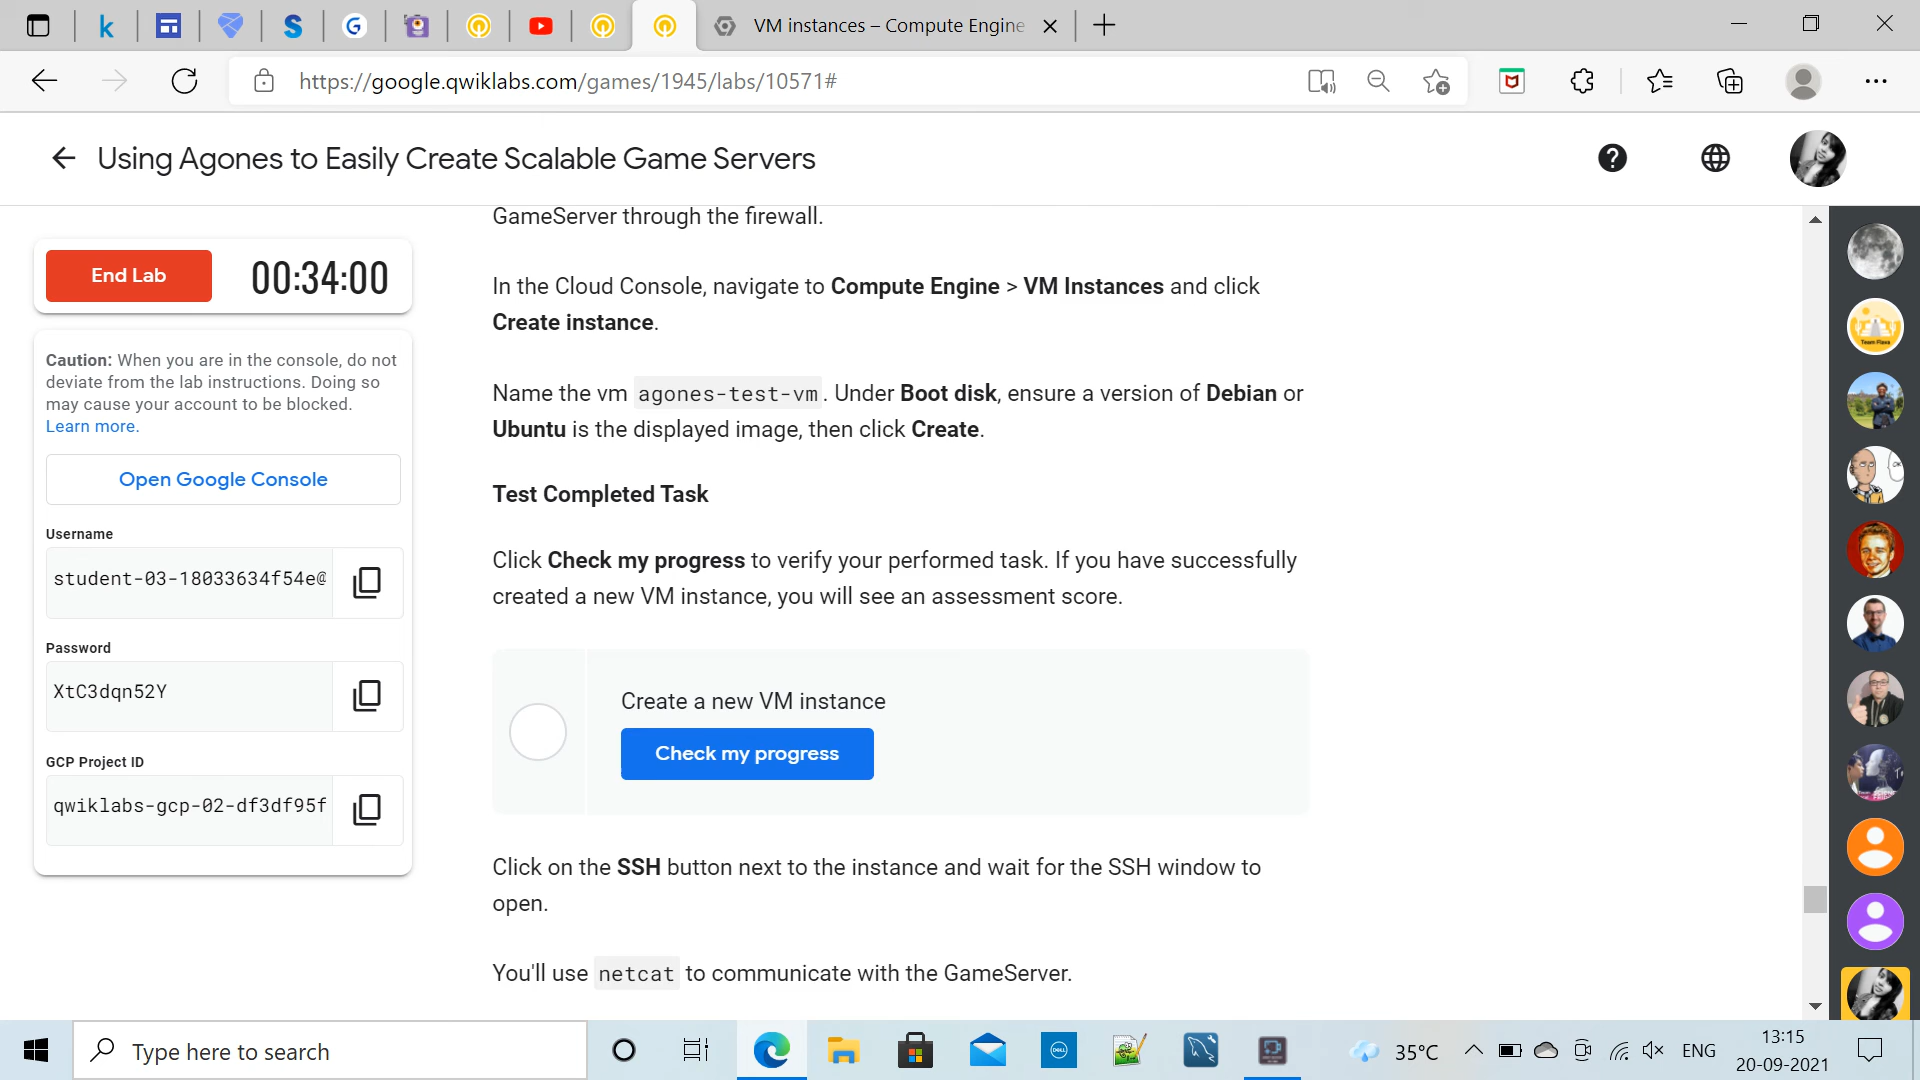 VM instances – Compute Engine
https://google.qwiklabs.com/games/1945/labs/10571#
Using Agones to Easily Create Scalable Game Servers
End Lab
00:34:00
Caution: When you are in the console, do not
deviate from the lab instructions. Doing so
may cause your account to be blocked.
Learn more.
Open Google Console
Username
student-03-18033634f54e@
Password
XtC3dqn52Y
GCP Project ID
qwiklabs-gcp-02-df3df95f
GameServer through the firewall.
In the Cloud Console, navigate to Compute Engine > VM Instances and click
Create instance.
Name the vm agones-test-vm. Under Boot disk, ensure a version of Debian or
Ubuntu is the displayed image, then click Create.
Test Completed Task
Click Check my progress to verify your performed task. If you have successfully
created a new VM instance, you will see an assessment score.
Create a new VM instance
Check my progress
Click on the SSH button next to the instance and wait for the SSH window to
open.
You'll use netcat to communicate with the GameServer.
Team Flexa
Type here to search
DELL
35°C
ENG
13:15
20-09-2021